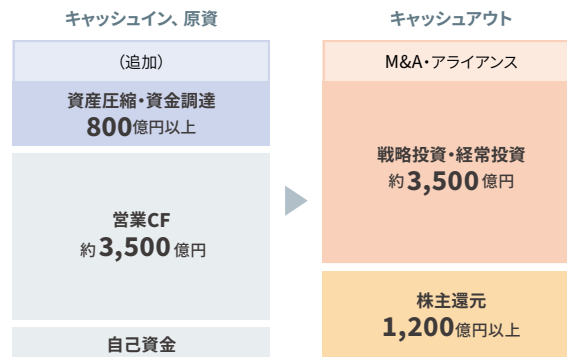 キャッシュイン、原資
(追加)
資産圧縮・資金調達
800億円以上
営業CF
約3,500億円
自己資金
キャッシュアウト
M&A・アライアンス
戦略投資・経常投資
約3,500億円
株主還元
1,200億円以上